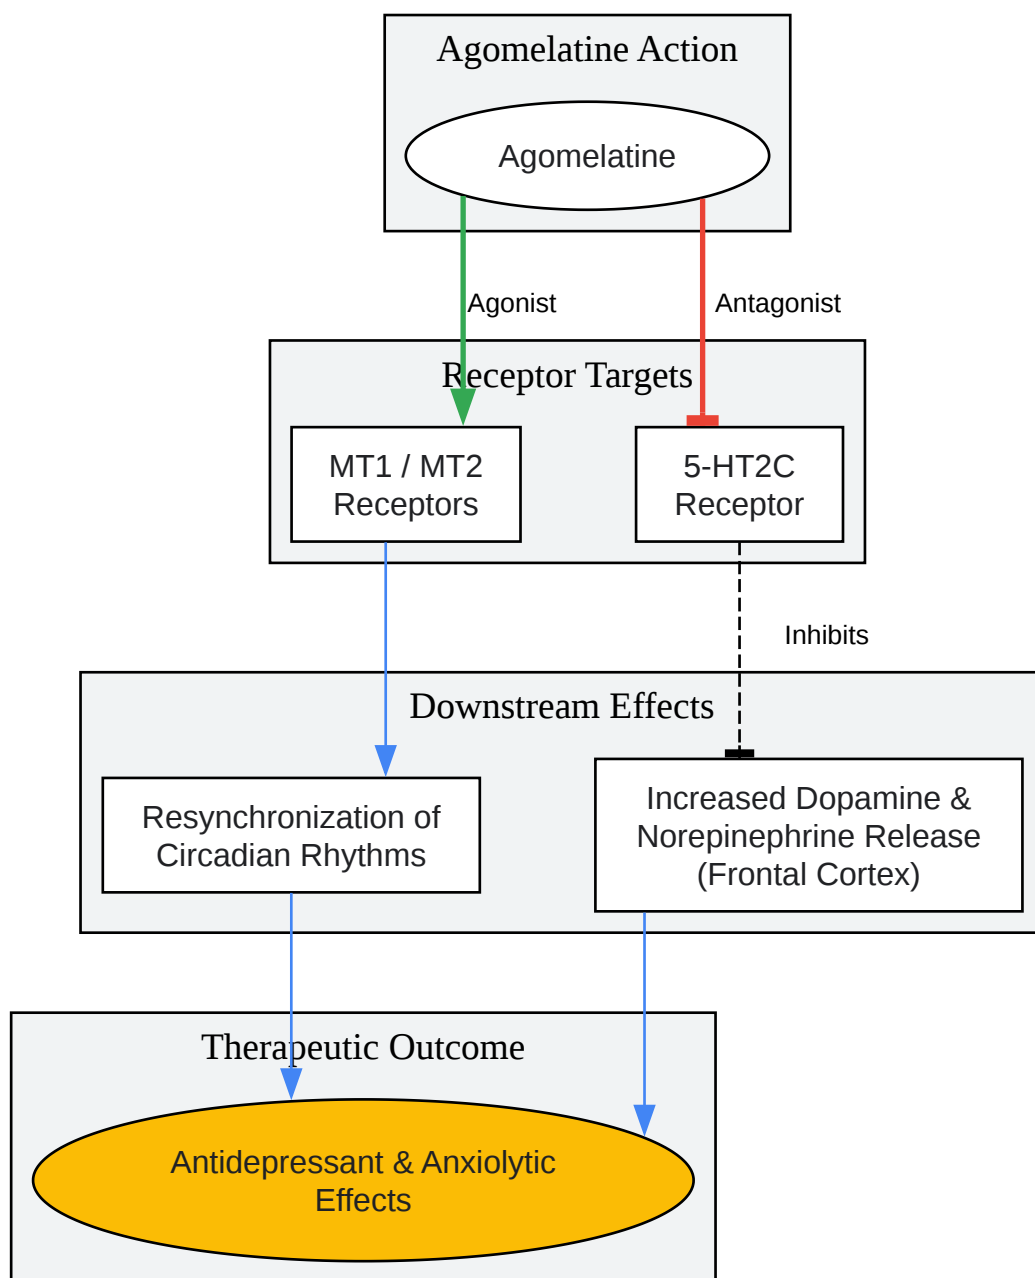 Agomelatine Action
Agomelatine
Agonist
Antagonist
Receptor Targets
MT1 / MT2
Receptors
5-HT2C
Receptor
Inhibits
Downstream Effects
Resynchronization of
Circadian Rhythms
Increased Dopamine &
Norepinephrine Release
(Frontal Cortex)
Therapeutic Outcome
Antidepressant & Anxiolytic
Effects